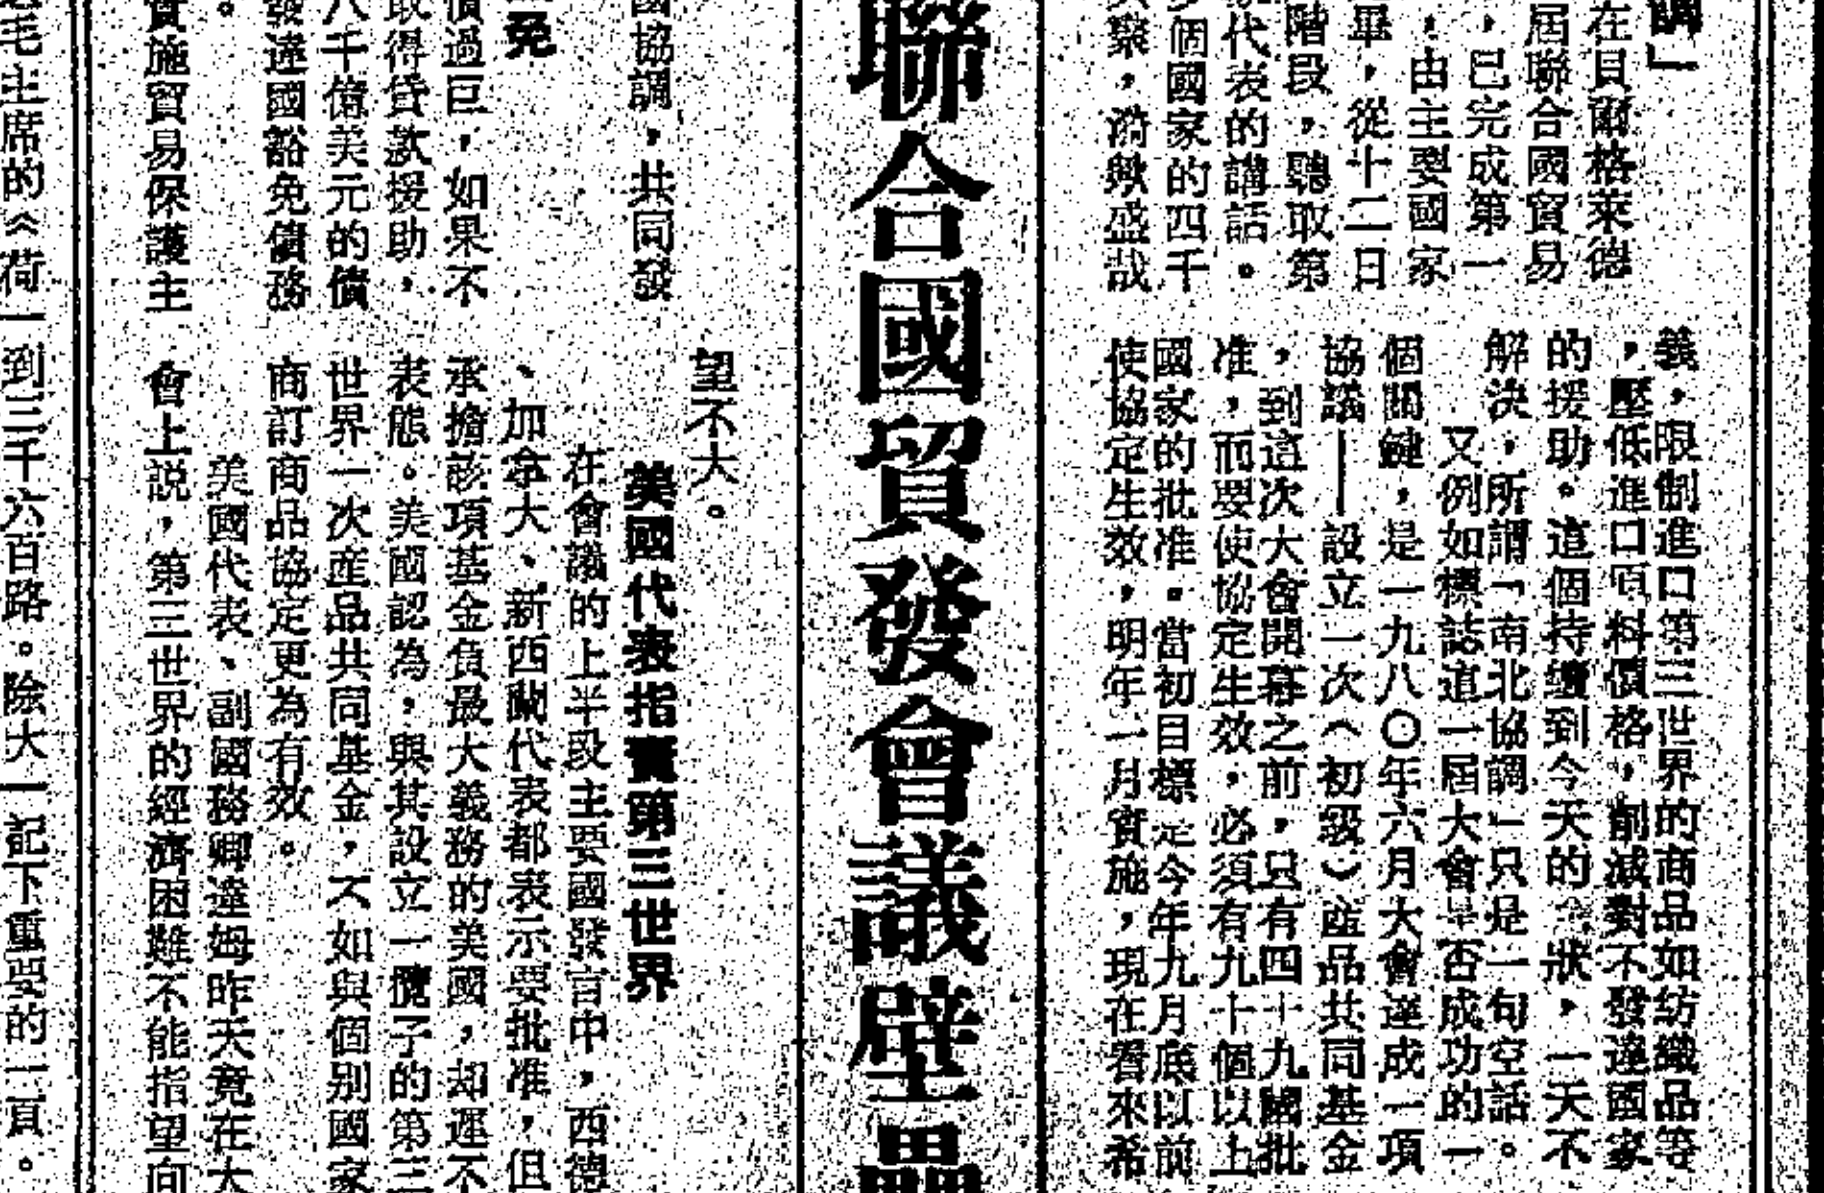 調」
在貝爾格萊德
屆聯合國貿易
，已完成第一
，由主要國家
畢，從十二日
階段，聽取第
代表的講話。
個國家的四千
聚，濟濟盛哉
義，限制進口第三世界的商品如紡織品等
，壓低進口原料價格，削減對不發達國家
的援助。這個持續到今天的　狀，一天不
解決，所謂「南北協調」只是一句空話。
又例如標誌道一屆大會是否成功的一
個關鍵，是一九八〇年六月大會達成一項
協議——設立一次（初級）產品共同基金
，到這次大會開幕之前，只有四十九國批
准，而要使協定生效，必須有九十個以上
國家的批准。當初目標定今年九月底以前
使協定生效，明年一月實施，現在看來希
聯合國貿發會議壁壘
國協調，共同發
免
債過巨，如果不
取得貸款援助，
八千億美元的債
發達國豁免債務
。
實施貿易保護主
望不大。
美國代表指責第三世界
在會議的上半段主要國發言中，西德
、加拿大、新西蘭代表都表示要批准，但
承擔該項基金負最大義務的美國，却遲不
表態。美國認為，與其設立一攬子的第三
世界一次產品共同基金，不如與個別國家
商訂商品協定更為有效。
美國代表、副國務卿達姆昨天竟在大
會上説，第三世界的經濟困難不能指望向
毛主席的《荷一到三千六百路。除大一記下重要的三頁。